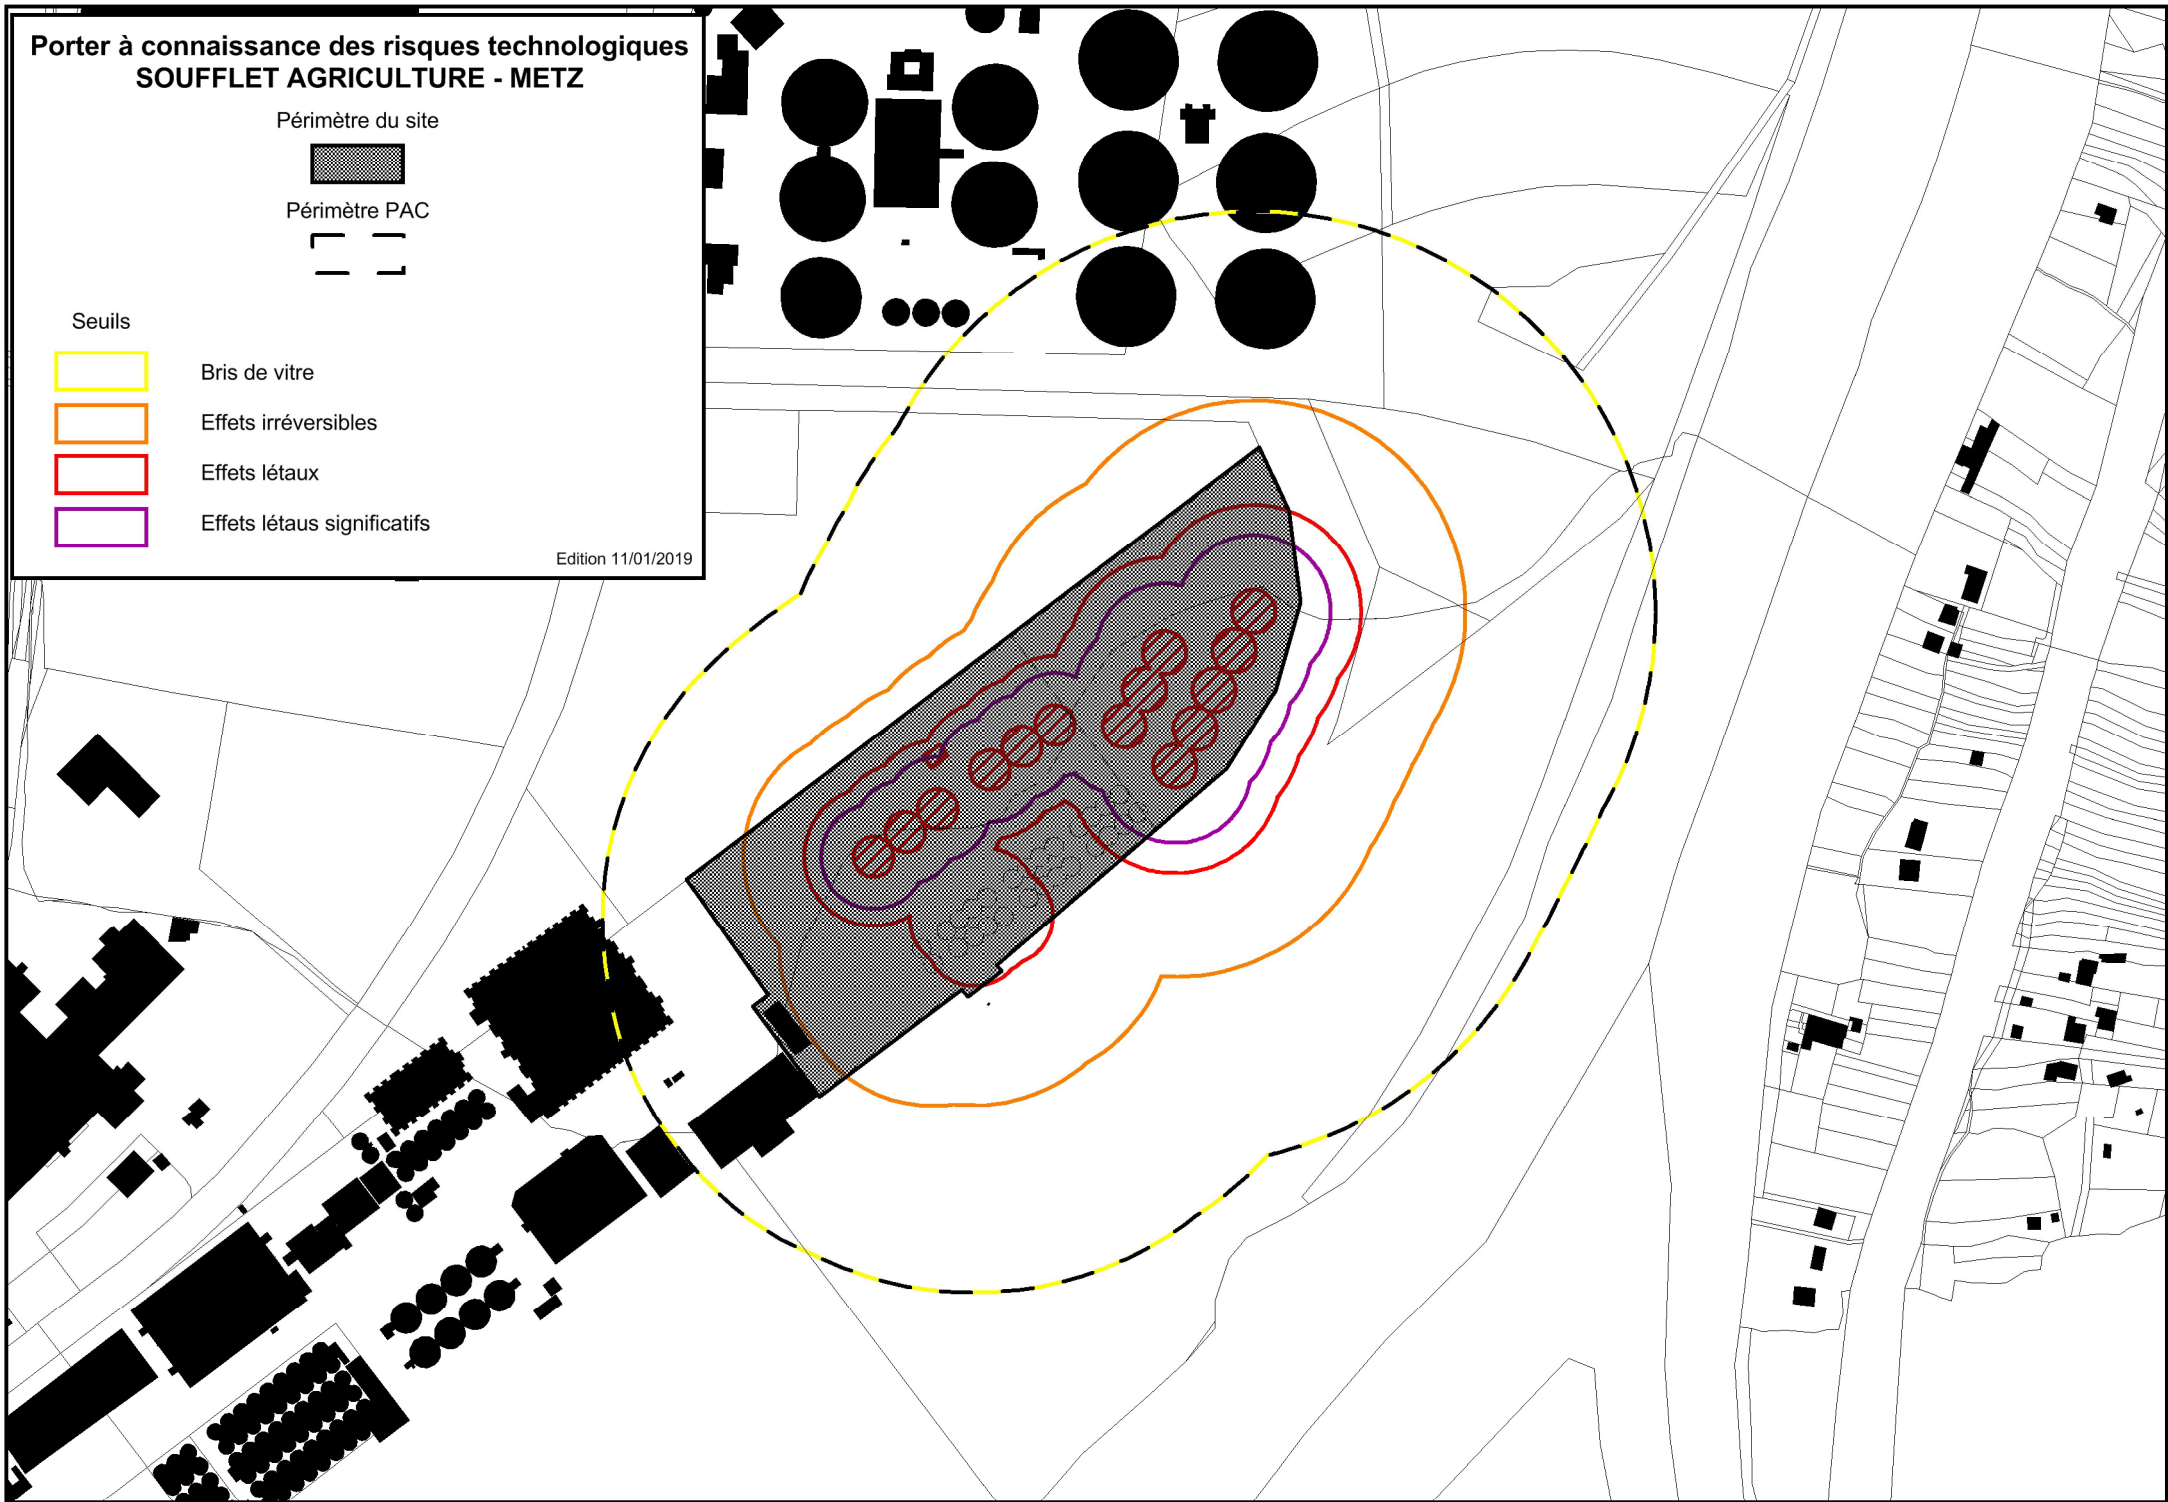 Porter à connaissance des risques technologiques
SOUFFLET AGRICULTURE - METZ
Périmètre du site
Périmètre PAC
Seuils
Bris de vitre
Effets irréversibles
Effets létaux
Effets létaus significatifs
Edition 11/01/2019